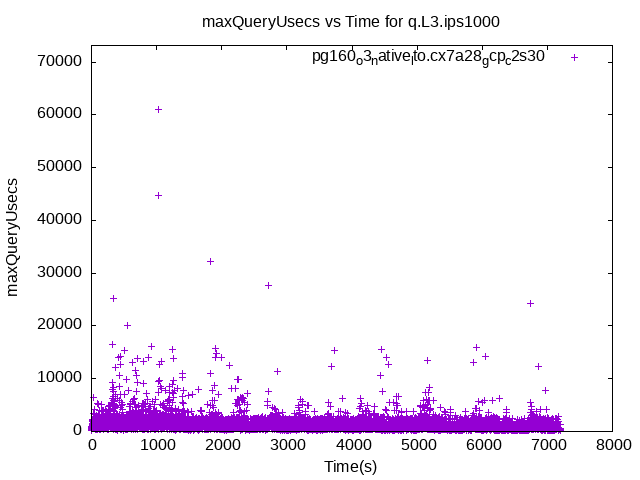 maxQueryUsecs vs Time for q.L3.ips1000
pg160_o3_native_lto.cx7a28_gcp_c2s30
70000
60000
50000
40000
30000
20000
10000
0
maxQueryUsecs
0 1000 2000 3000 4000 5000 6000 7000 8000
Time(s)